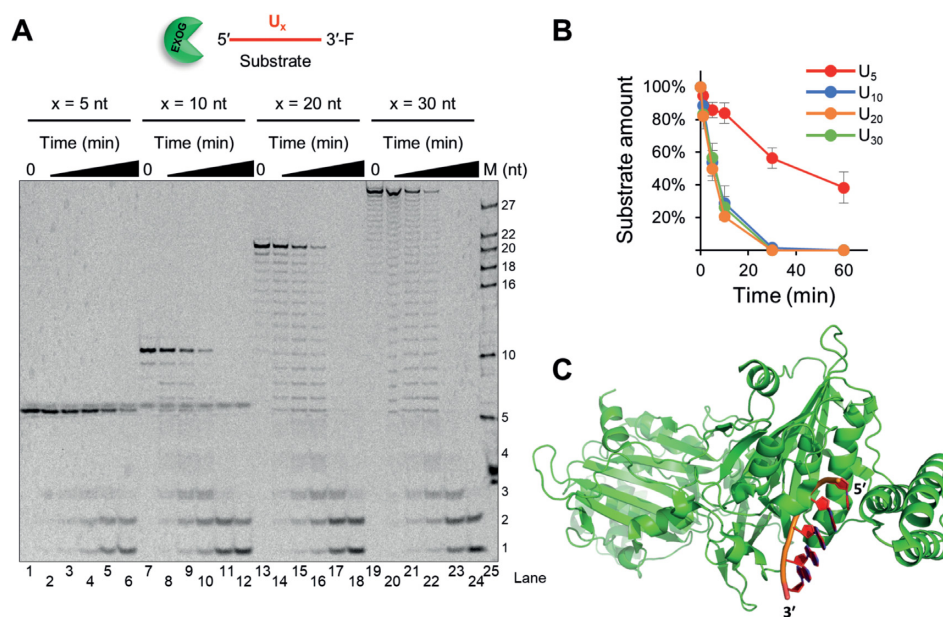 A
EXOG
5′ Uₓ 3′-F
Substrate
x = 5 nt x = 10 nt x = 20 nt x = 30 nt
Time (min) Time (min) Time (min) Time (min)
0 0 0 0 M (nt)
27
22
20
18
16
10
5
4
3
2
1
1 3 5 7 9 11 13 15 17 19 21 23 25
2 4 6 8 10 12 14 16 18 20 22 24
Lane
B
U₅
U₁₀
U₂₀
U₃₀
Substrate amount
100%
80%
60%
40%
20%
0 20 40 60
Time (min)
C
5′
3′